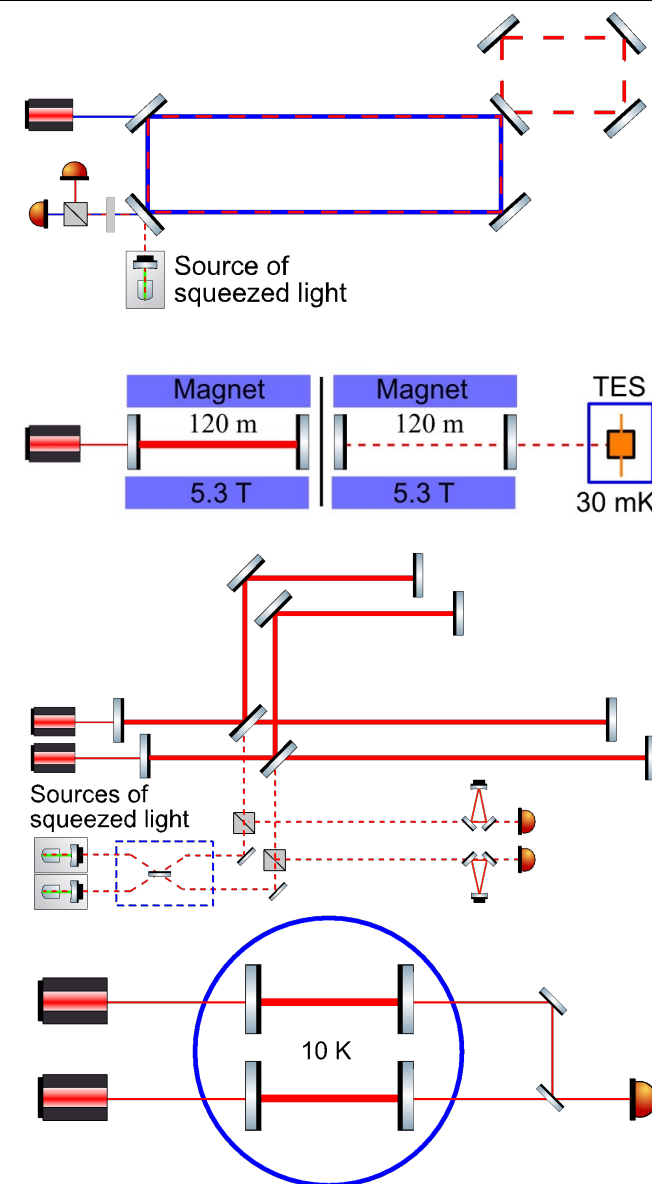 Source of
squeezed light
Magnet
Magnet
TES
120 m
120 m
5.3 T
5.3 T
30 mK
Sources of
squeezed light
10 K